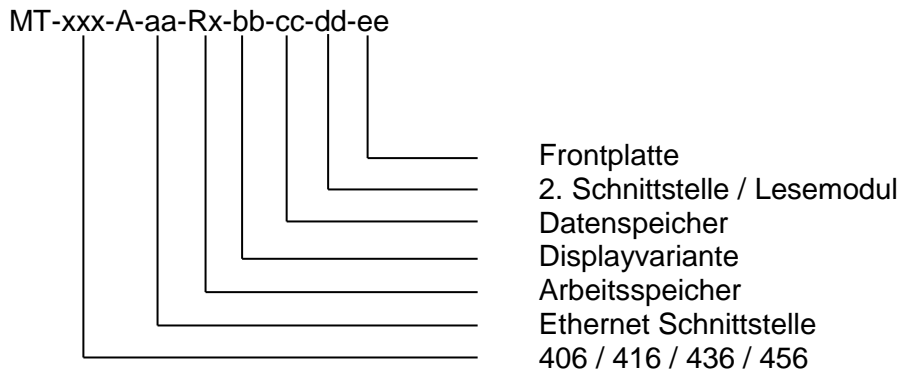 MT-xxx-A-aa-Rx-bb-cc-dd-ee
Frontplatte
2. Schnittstelle / Lesemodul
Datenspeicher
Displayvariante
Arbeitsspeicher
Ethernet Schnittstelle
406 / 416 / 436 / 456